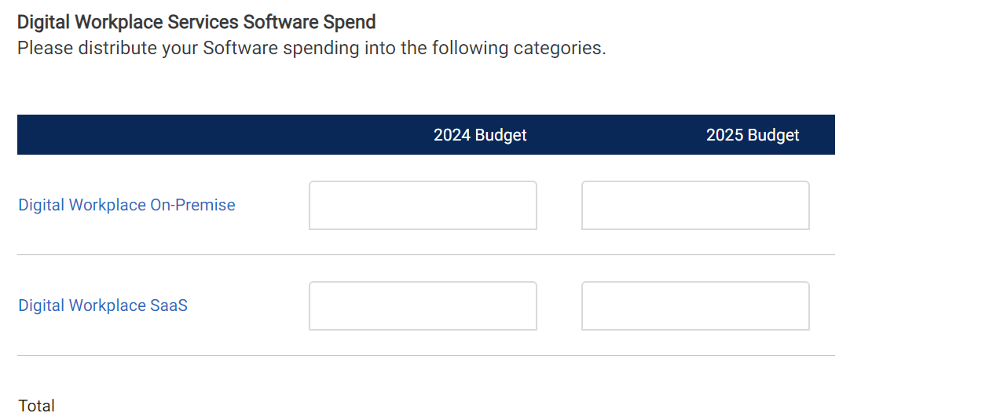 Digital Workplace Services Software Spend
Please distribute your Software spending into the following categories.
2024 Budget 2025 Budget
Digital Workplace On-Premise
Digital Workplace SaaS
Total